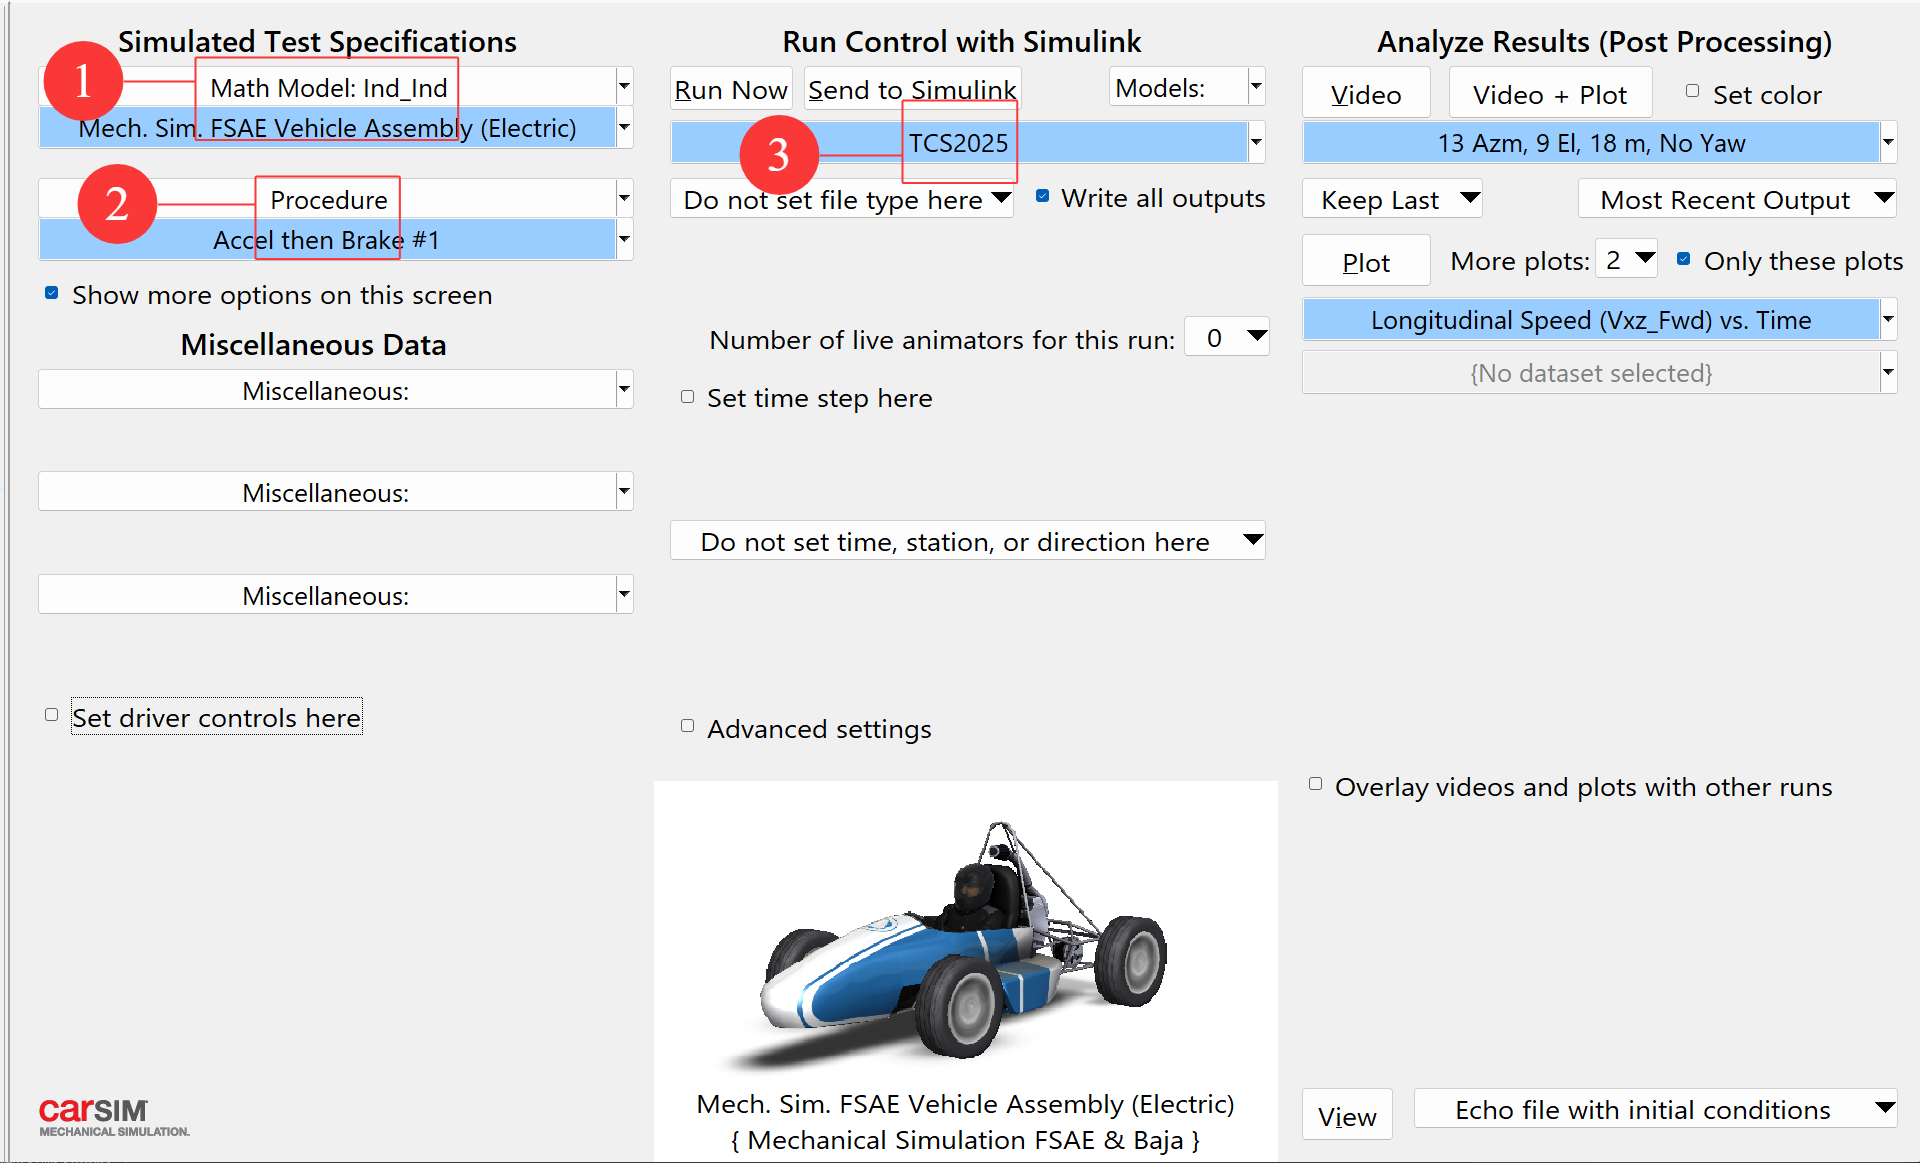 Simulated Test Specifications
1
Math Model: Ind_Ind
Mech. Sim. FSAE Vehicle Assembly (Electric)
2
Procedure
Accel then Brake #1
Show more options on this screen
Miscellaneous Data
Miscellaneous:
Miscellaneous:
Miscellaneous:
Set driver controls here
carSIM
MECHANICAL SIMULATION.
Run Control with Simulink
Run Now
Send to Simulink
Models:
3
TCS2025
Do not set file type here
Write all outputs
Number of live animators for this run:
0
Set time step here
Do not set time, station, or direction here
Advanced settings
Mech. Sim. FSAE Vehicle Assembly (Electric)
{ Mechanical Simulation FSAE & Baja }
Analyze Results (Post Processing)
Video
Video + Plot
Set color
13 Azm, 9 El, 18 m, No Yaw
Keep Last
Most Recent Output
Plot
More plots:
2
Only these plots
Longitudinal Speed (Vxz_Fwd) vs. Time
{No dataset selected}
Overlay videos and plots with other runs
View
Echo file with initial conditions